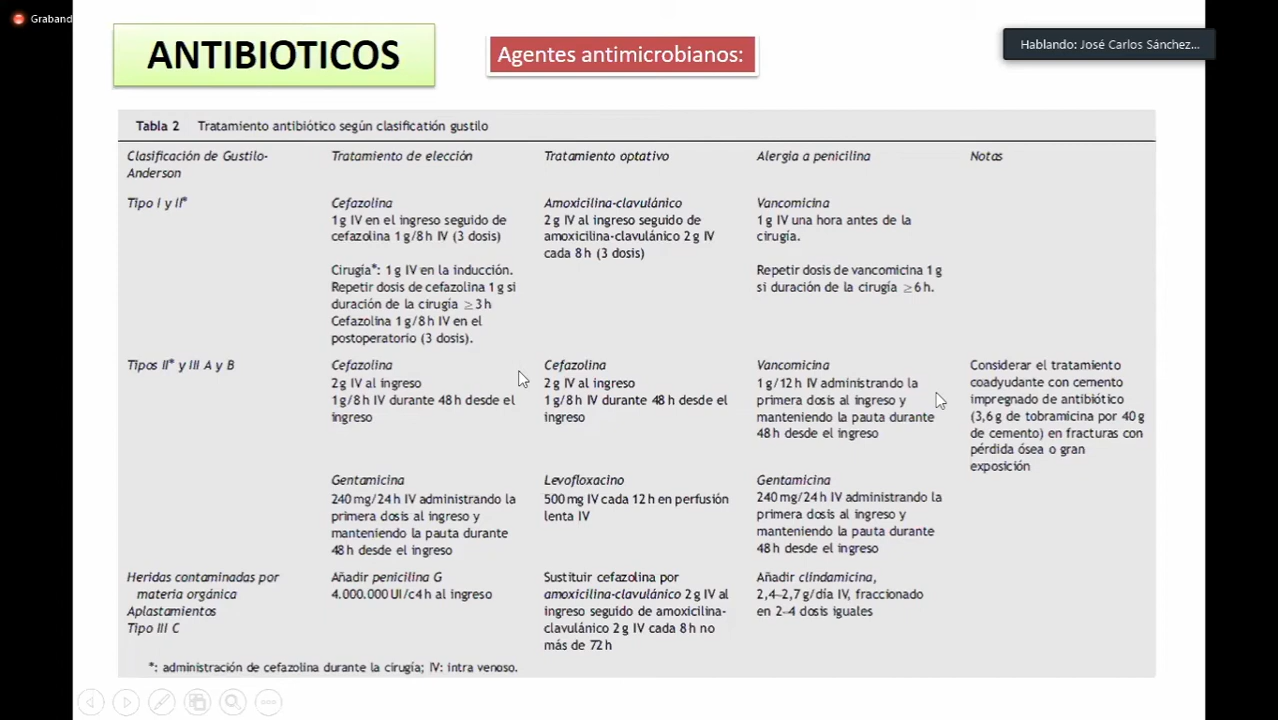 Graband
ANTIBIOTICOS
Agentes antimicrobianos:
Hablando: José Carlos Sánchez...
Tabla 2 Tratamiento antibiótico según clasificatión gustilo
Clasificación de Gustilo-
Anderson
Tratamiento de elección
Tratamiento optativo
Alergia a penicilina
Notas
Tipo I y II*
Cefazolina
1 g IV en el ingreso seguido de
cefazolina 1 g/8 h IV (3 dosis)
Cirugía*: 1 g IV en la inducción.
Repetir dosis de cefazolina 1 g si
duración de la cirugía ≥3 h
Cefazolina 1 g/8 h IV en el
postoperatorio (3 dosis).
Amoxicilina-clavulánico
2 g IV al ingreso seguido de
amoxicilina-clavulánico 2 g IV
cada 8 h (3 dosis)
Vancomicina
1 g IV una hora antes de la
cirugía.
Repetir dosis de vancomicina 1 g
si duración de la cirugía ≥6 h.
Tipos II* y III A y B
Cefazolina
2 g IV al ingreso
1 g/8 h IV durante 48 h desde el
ingreso
Cefazolina
2 g IV al ingreso
1 g/8 h IV durante 48 h desde el
ingreso
Vancomicina
1 g/12 h IV administrando la
primera dosis al ingreso y
manteniendo la pauta durante
48 h desde el ingreso
Considerar el tratamiento
coadyudante con cemento
impregnado de antibiótico
(3,6 g de tobramicina por 40 g
de cemento) en fracturas con
pérdida ósea o gran
exposición
Gentamicina
240 mg/24 h IV administrando la
primera dosis al ingreso y
manteniendo la pauta durante
48 h desde el ingreso
Levofloxacino
500 mg IV cada 12 h en perfusión
lenta IV
Gentamicina
240 mg/24 h IV administrando la
primera dosis al ingreso y
manteniendo la pauta durante
48 h desde el ingreso
Heridas contaminadas por
materia orgánica
Aplastamientos
Tipo III C
Añadir penicilina G
4.000.000 UI/c4 h al ingreso
Sustituir cefazolina por
amoxicilina-clavulánico 2 g IV al
ingreso seguido de amoxicilina-
clavulánico 2 g IV cada 8 h no
más de 72 h
Añadir clindamicina,
2,4–2,7 g/día IV, fraccionado
en 2–4 dosis iguales
*: administración de cefazolina durante la cirugía; IV: intra venoso.